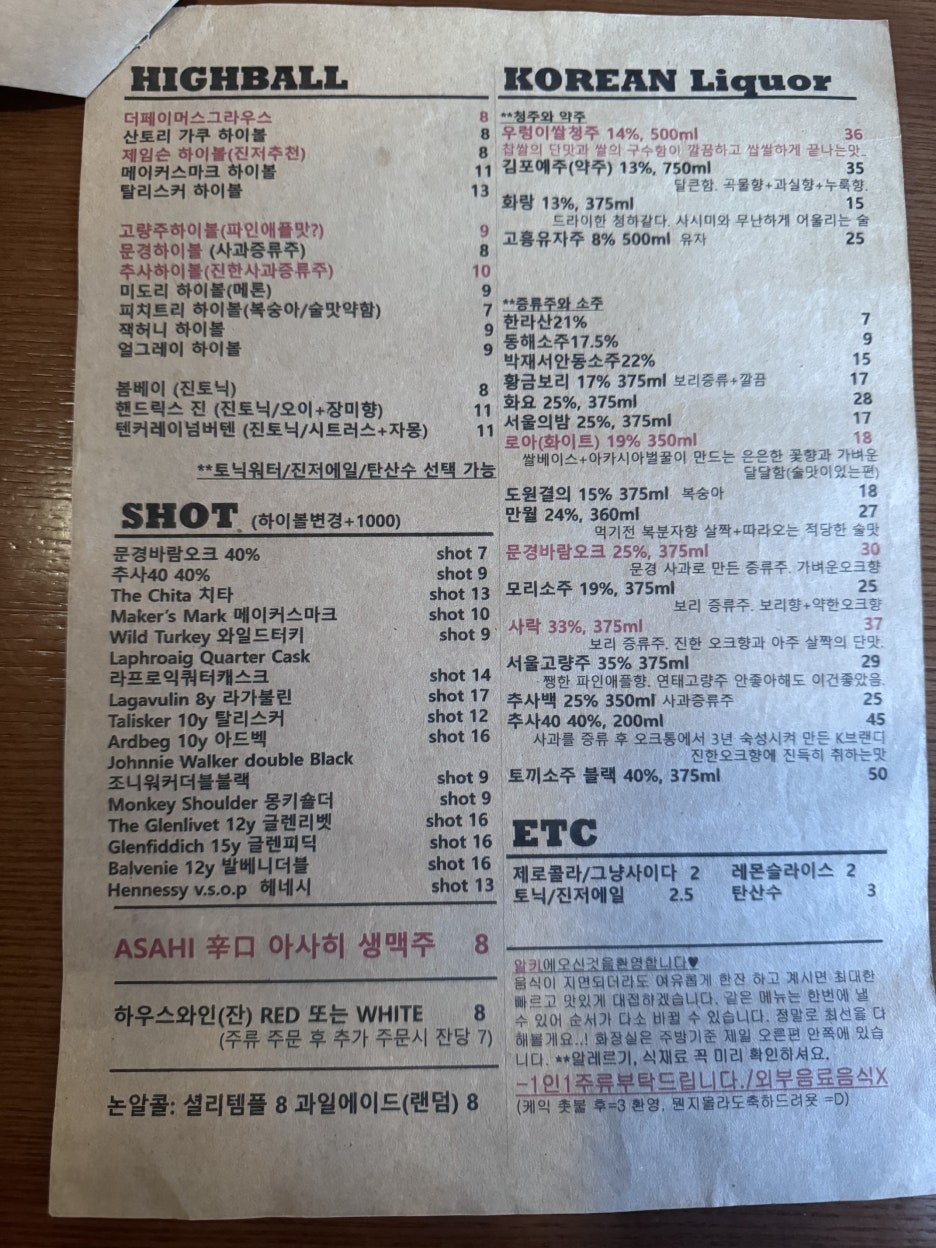 HIGHBALL
더페이머스그라우스 8
산토리 가쿠 하이볼 8
제임슨 하이볼(진저추천) 8
메이커스마크 하이볼 11
탈리스커 하이볼 13
고량주하이볼(파인애플맛?) 9
문경하이볼 (사과증류주) 8
추사하이볼(진한사과증류주) 10
미도리 하이볼(메론) 9
피치트리 하이볼(복숭아/술맛약함) 7
잭허니 하이볼 9
얼그레이 하이볼 9
봄베이 (진토닉) 8
핸드릭스 진 (진토닉/오이+장미향) 11
텐커레이넘버텐 (진토닉/시트러스+자몽) 11
**토닉워터/진저에일/탄산수 선택 가능
SHOT (하이볼변경+1000)
문경바람오크 40% shot 7
추사40 40% shot 9
The Chita 치타 shot 13
Maker's Mark 메이커스마크 shot 10
Wild Turkey 와일드터키 shot 9
Laphroaig Quarter Cask
라프로익쿼터캐스크 shot 14
Lagavulin 8y 라가불린 shot 17
Talisker 10y 탈리스커 shot 12
Ardbeg 10y 아드벡 shot 16
Johnnie Walker double Black
조니워커더블블랙 shot 9
Monkey Shoulder 몽키숄더 shot 9
The Glenlivet 12y 글렌리벳 shot 16
Glenfiddich 15y 글렌피딕 shot 16
Balvenie 12y 발베니더블 shot 16
Hennessy v.s.o.p 헤네시 shot 13
ASAHI 辛口 아사히 생맥주 8
하우스와인(잔) RED 또는 WHITE 8
(주류 주문 후 추가 주문시 잔당 7)
논알콜: 셜리템플 8 과일에이드(랜덤) 8
KOREAN Liquor
**청주와 약주
우렁이쌀청주 14%, 500ml 36
찹쌀의 단맛과 쌀의 구수함이 깔끔하고 쌉쌀하게 끝나는맛.
김포예주(약주) 13%, 750ml 35
달큰함. 곡물향+과실향+누룩향.
화랑 13%, 375ml 15
드라이한 청하같다. 사시미와 무난하게 어울리는 술
고흥유자주 8% 500ml 유자 25
**증류주와 소주
한라산21% 7
동해소주17.5% 9
박재서안동소주22% 15
황금보리 17% 375ml 보리증류+깔끔 17
화요 25%, 375ml 28
서울의밤 25%, 375ml 17
로아(화이트) 19% 350ml 18
쌀베이스+아카시아벌꿀이 만드는 은은한 꽃향과 가벼운
달달함(술맛이있는편)
도원결의 15% 375ml 복숭아 18
만월 24%, 360ml 27
먹기전 복분자향 살짝+따라오는 적당한 술맛
문경바람오크 25%, 375ml 30
문경 사과로 만든 증류주. 가벼운오크향
모리소주 19%, 375ml 25
보리 증류주. 보리향+약한오크향
사락 33%, 375ml 37
보리 증류주. 진한 오크향과 아주 살짝의 단맛.
서울고량주 35% 375ml 29
쨍한 파인애플향. 연태고량주 안좋아해도 이건좋았음.
추사백 25% 350ml 사과증류주 25
추사40 40%, 200ml 45
사과를 증류 후 오크통에서 3년 숙성시켜 만든 K브랜디
진한오크향에 진득히 취하는맛
토끼소주 블랙 40%, 375ml 50
ETC
제로콜라/그냥사이다 2 레몬슬라이스 2
토닉/진저에일 2.5 탄산수 3
알키에오신것을환영합니다♥
음식이 지연되더라도 여유롭게 한잔 하고 계시면 최대한
빠르고 맛있게 대접하겠습니다. 같은 메뉴는 한번에 낼
수 있어 순서가 다소 바뀔 수 있습니다. 정말로 최선을 다
해볼게요..! 화장실은 주방기준 제일 오른편 안쪽에 있습
니다. **알레르기, 식재료 꼭 미리 확인하셔요.
-1인1주류부탁드립니다./외부음료음식X
(케익 촛불 후=3 환영. 뭔지몰라도축하드려욧 =D)